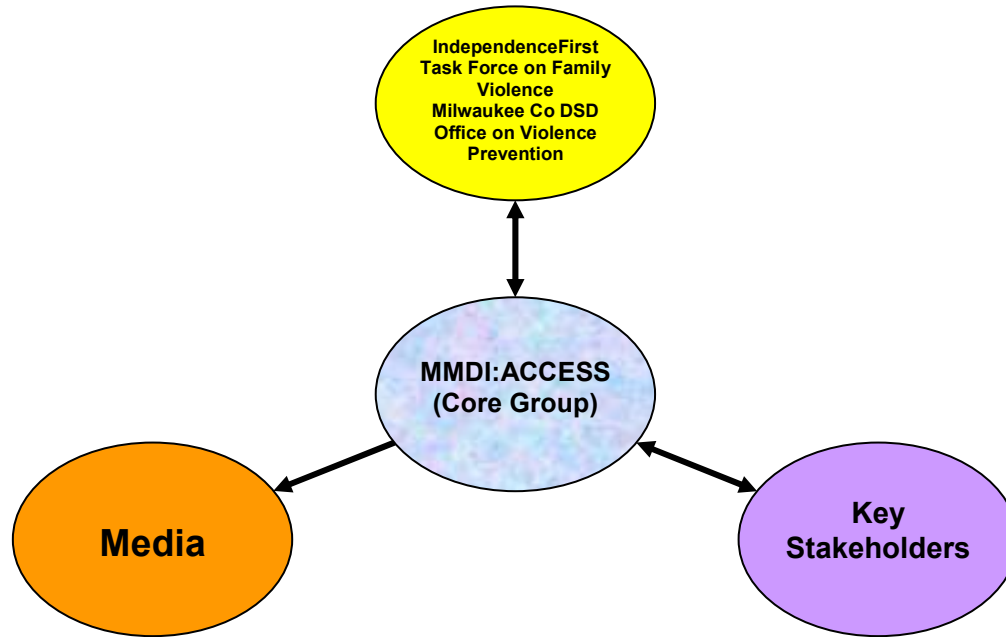 IndependenceFirst
Task Force on Family
Violence
Milwaukee Co DSD
Office on Violence
Prevention
MMDI:ACCESS
(Core Group)
Media
Key
Stakeholders